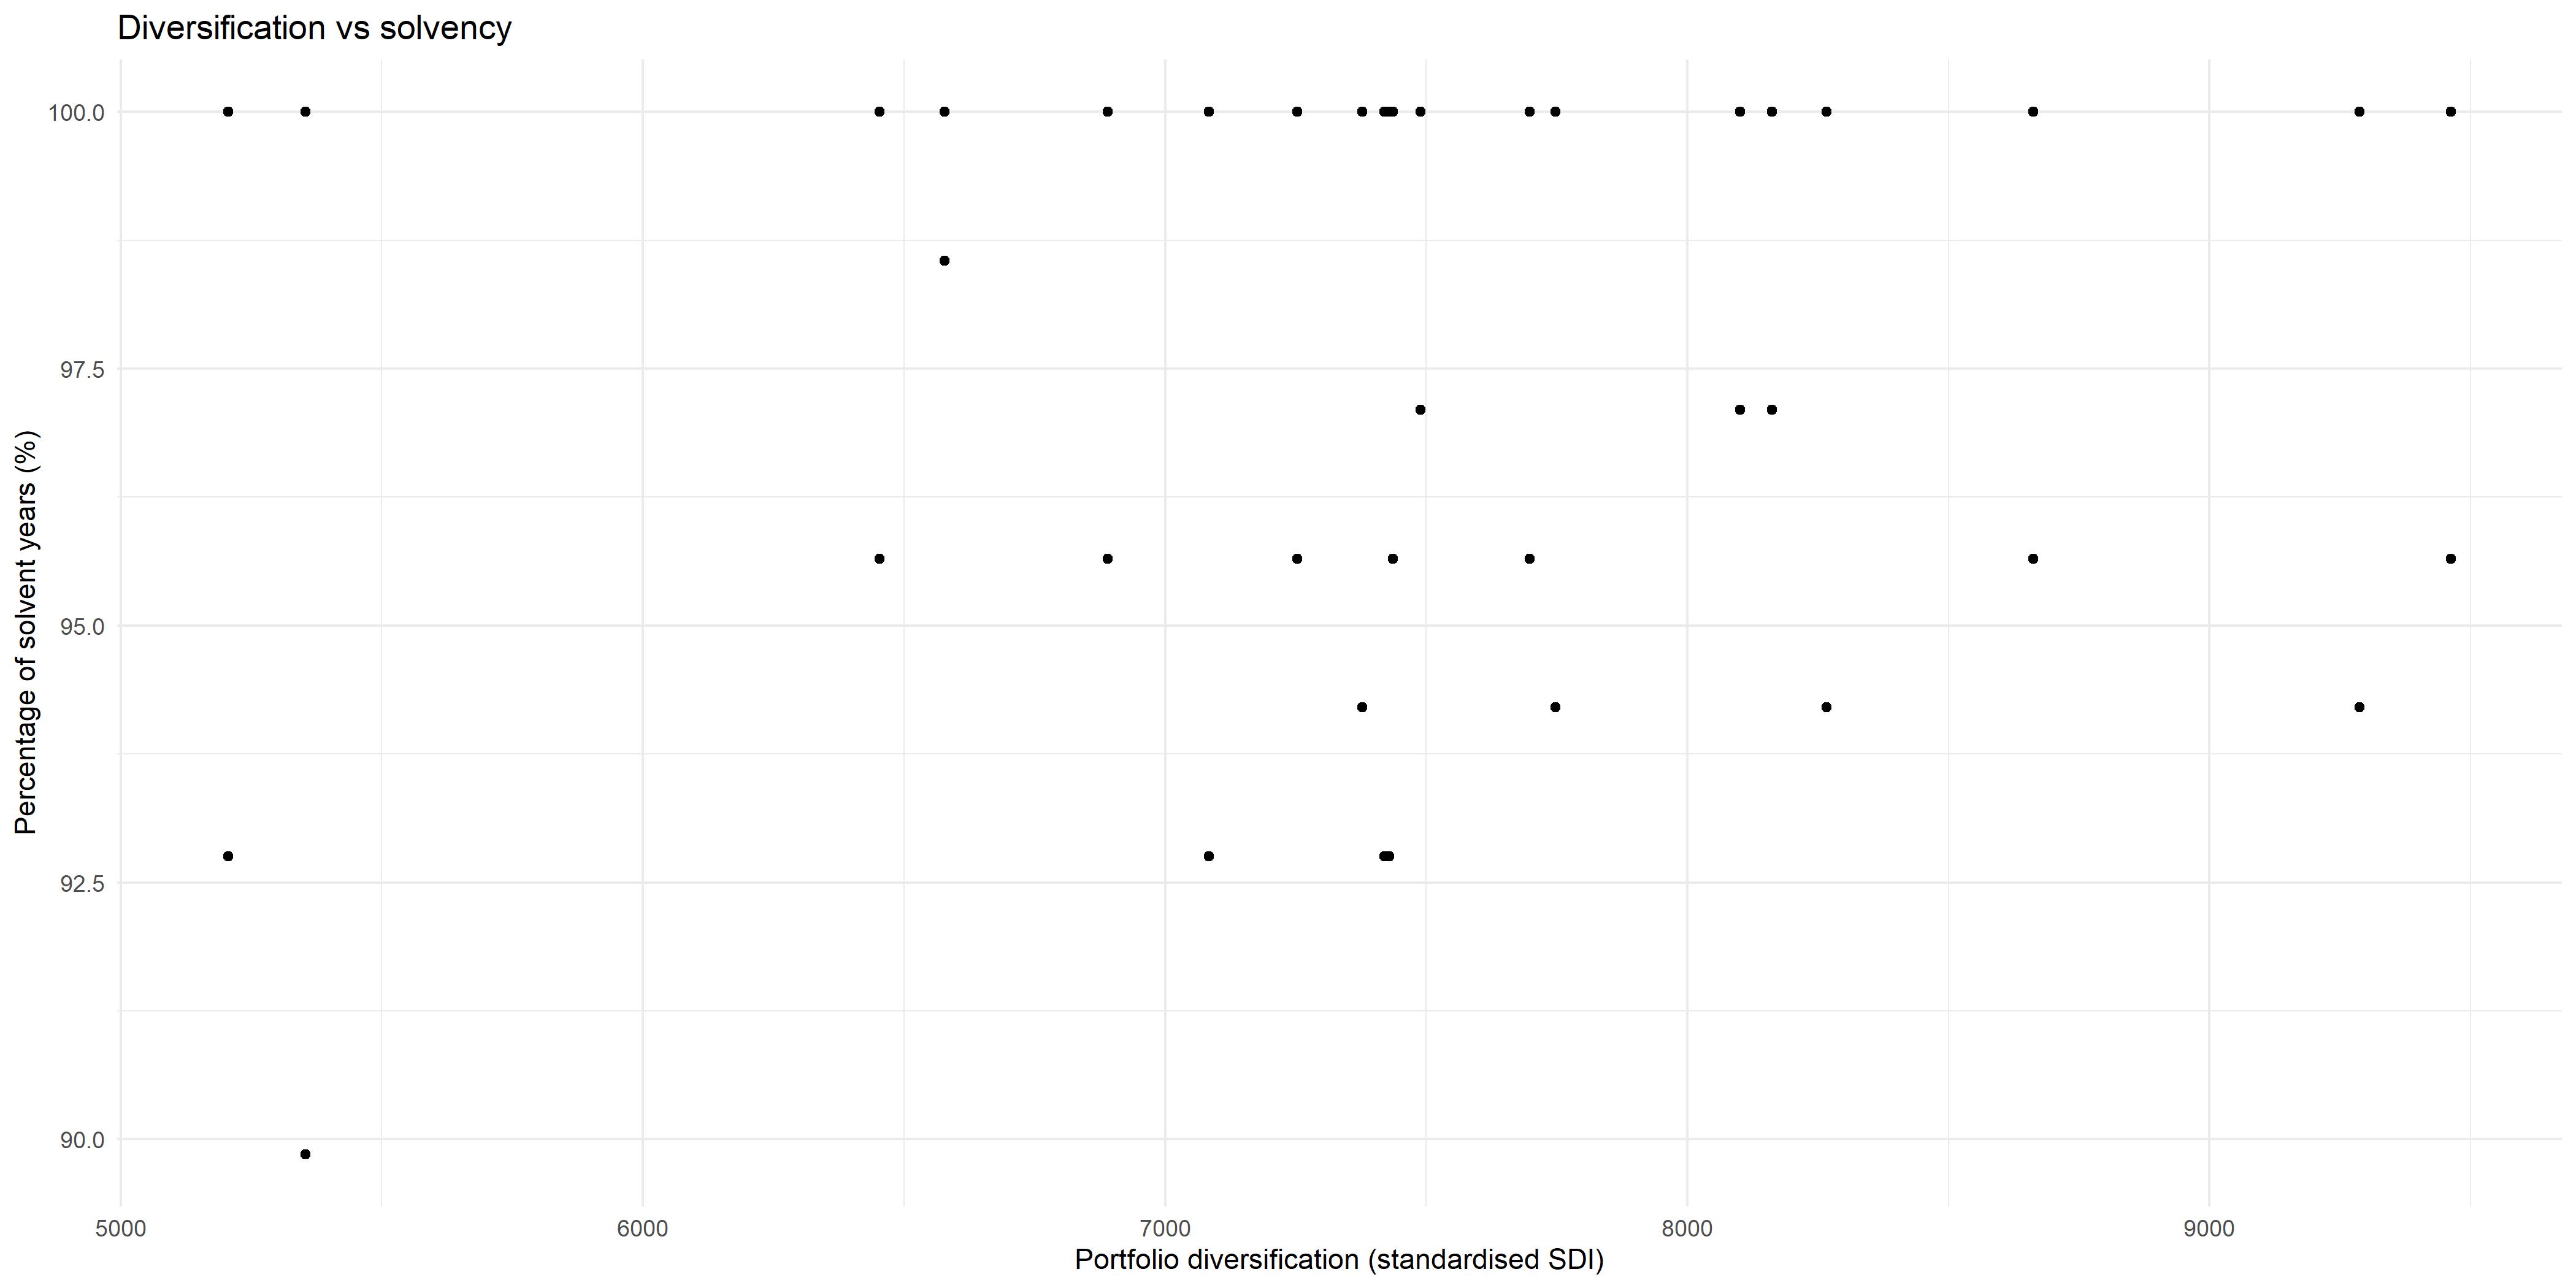 Diversification vs solvency
Percentage of solvent years (%)
100.0
97.5
95.0
92.5
90.0
5000 6000 7000 8000 9000
Portfolio diversification (standardised SDI)